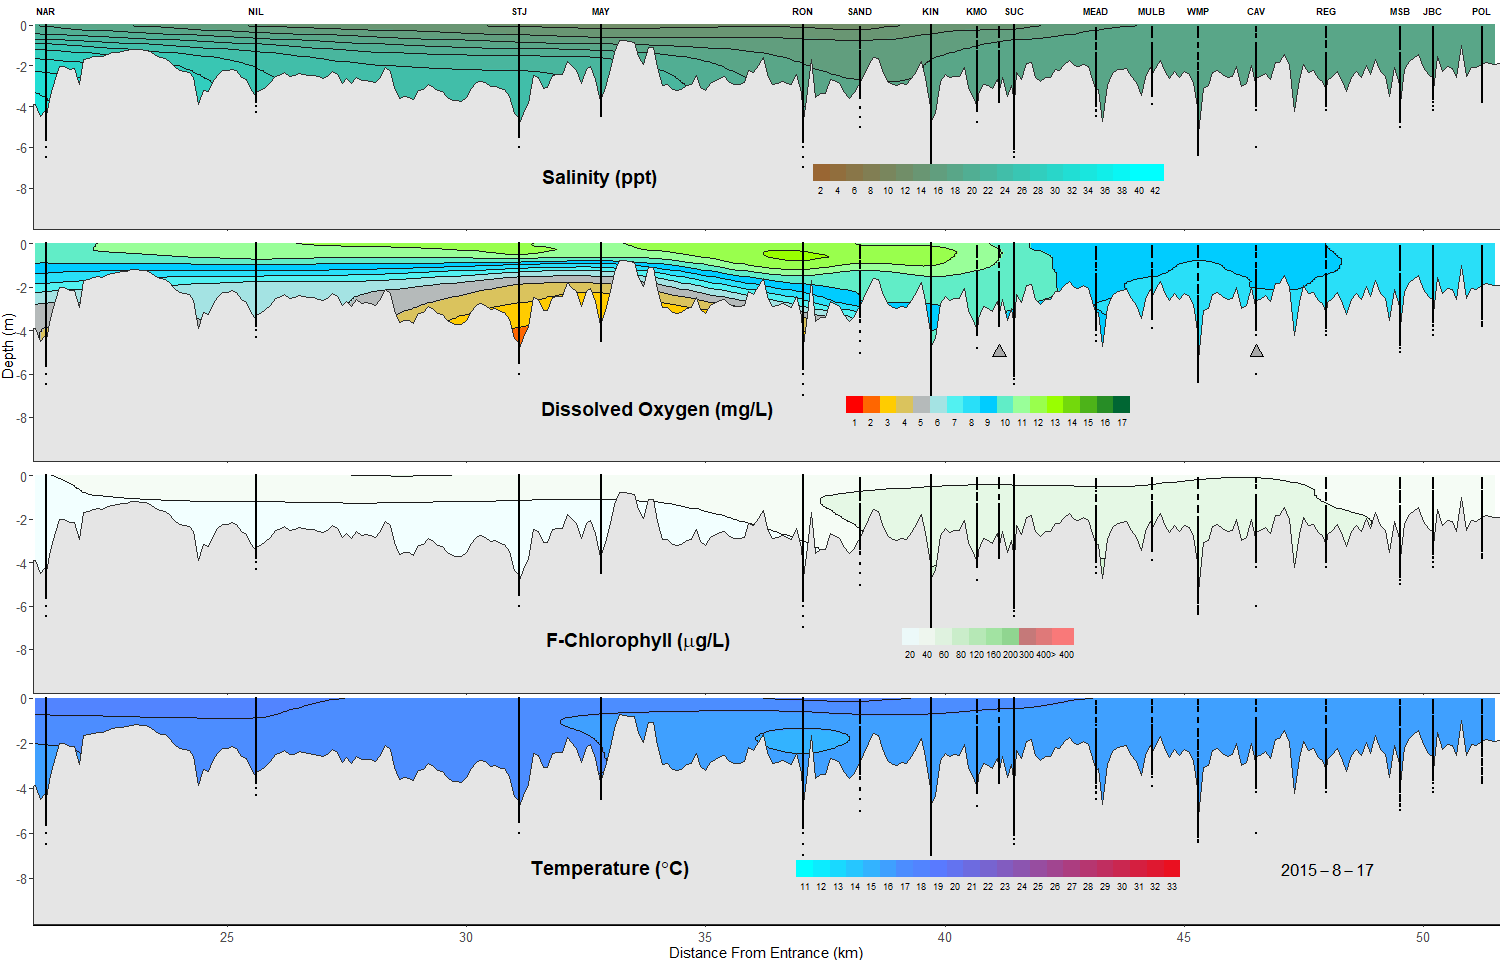 NAR NIL STJ MAY RON SAND KIN KMO SUC MEAD MULB WMP CAV REG MSB JBC POL
0
-2
-4
-6
-8
Salinity (ppt)
2 4 6 8 10 12 14 16 18 20 22 24 26 28 30 32 34 36 38 40 42
0
-2
-4
-6
-8
Depth (m)
Dissolved Oxygen (mg/L)
1 2 3 4 5 6 7 8 9 10 11 12 13 14 15 16 17
0
-2
-4
-6
-8
F-Chlorophyll (μg/L)
20 40 60 80 120 160 200 300 400> 400
0
-2
-4
-6
-8
Temperature (°C)
11 12 13 14 15 16 17 18 19 20 21 22 23 24 25 26 27 28 29 30 31 32 33
2015-8-17
25 30 35 40 45 50
Distance From Entrance (km)